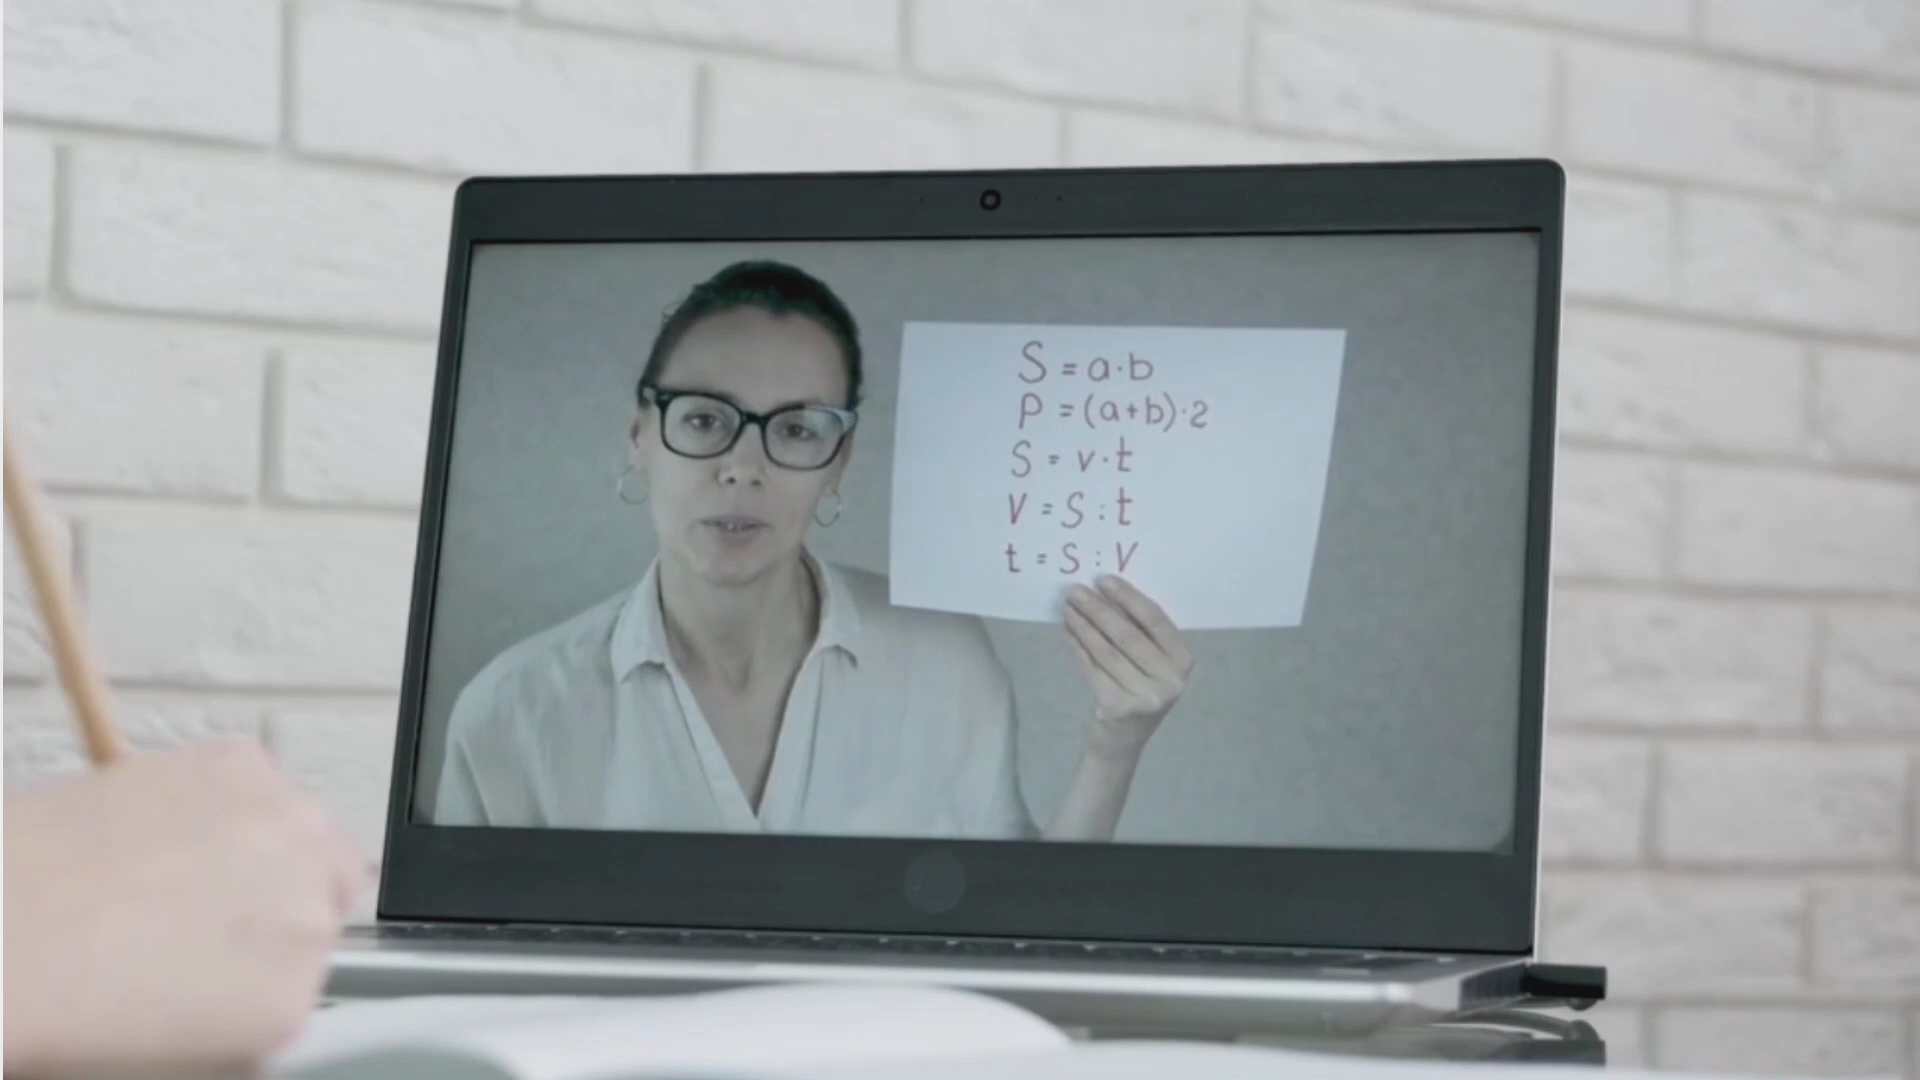 S = a·b
P = (a+b)·2
S = v·t
V = S : t
t = S : V